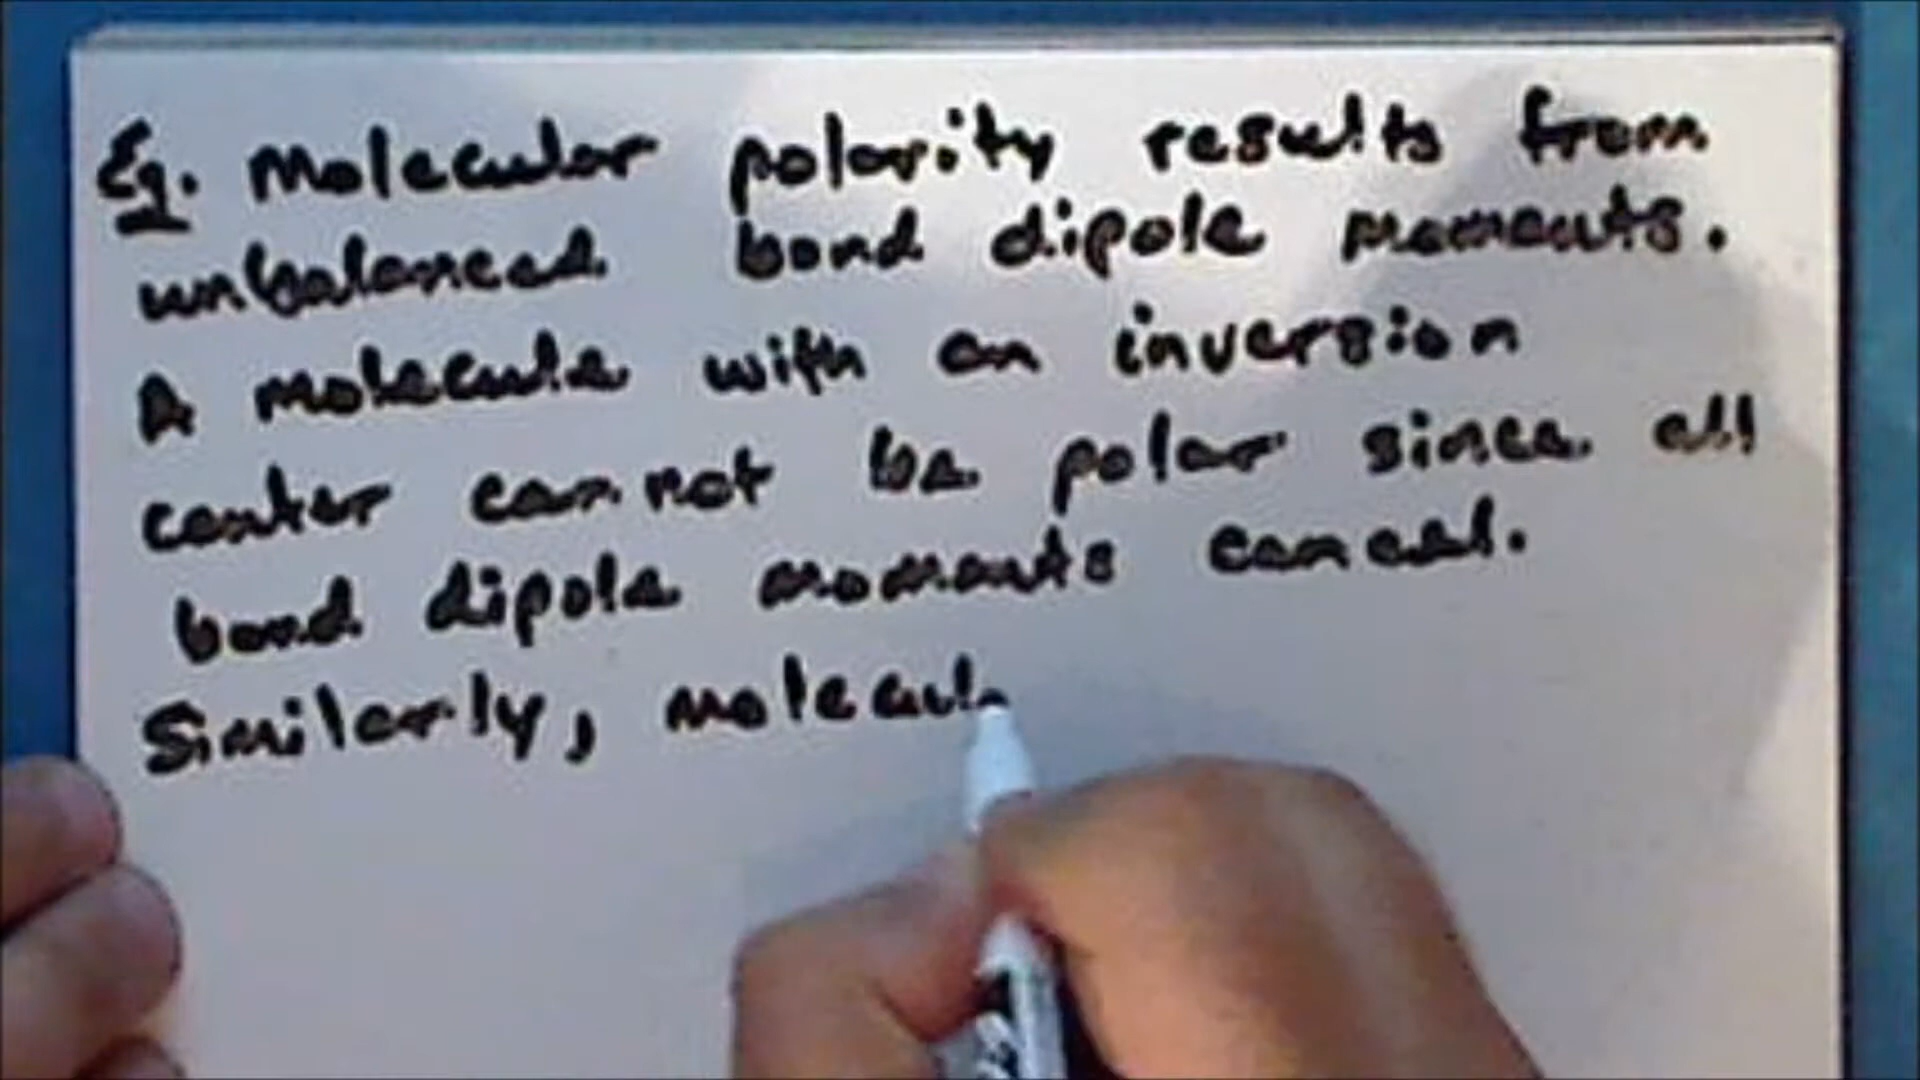 Eg. Molecular polarity results from
unbalanced bond dipole moments.
A molecule with an inversion
center cannot be polar since all
bond dipole moments cancel.
Similarly, molecule